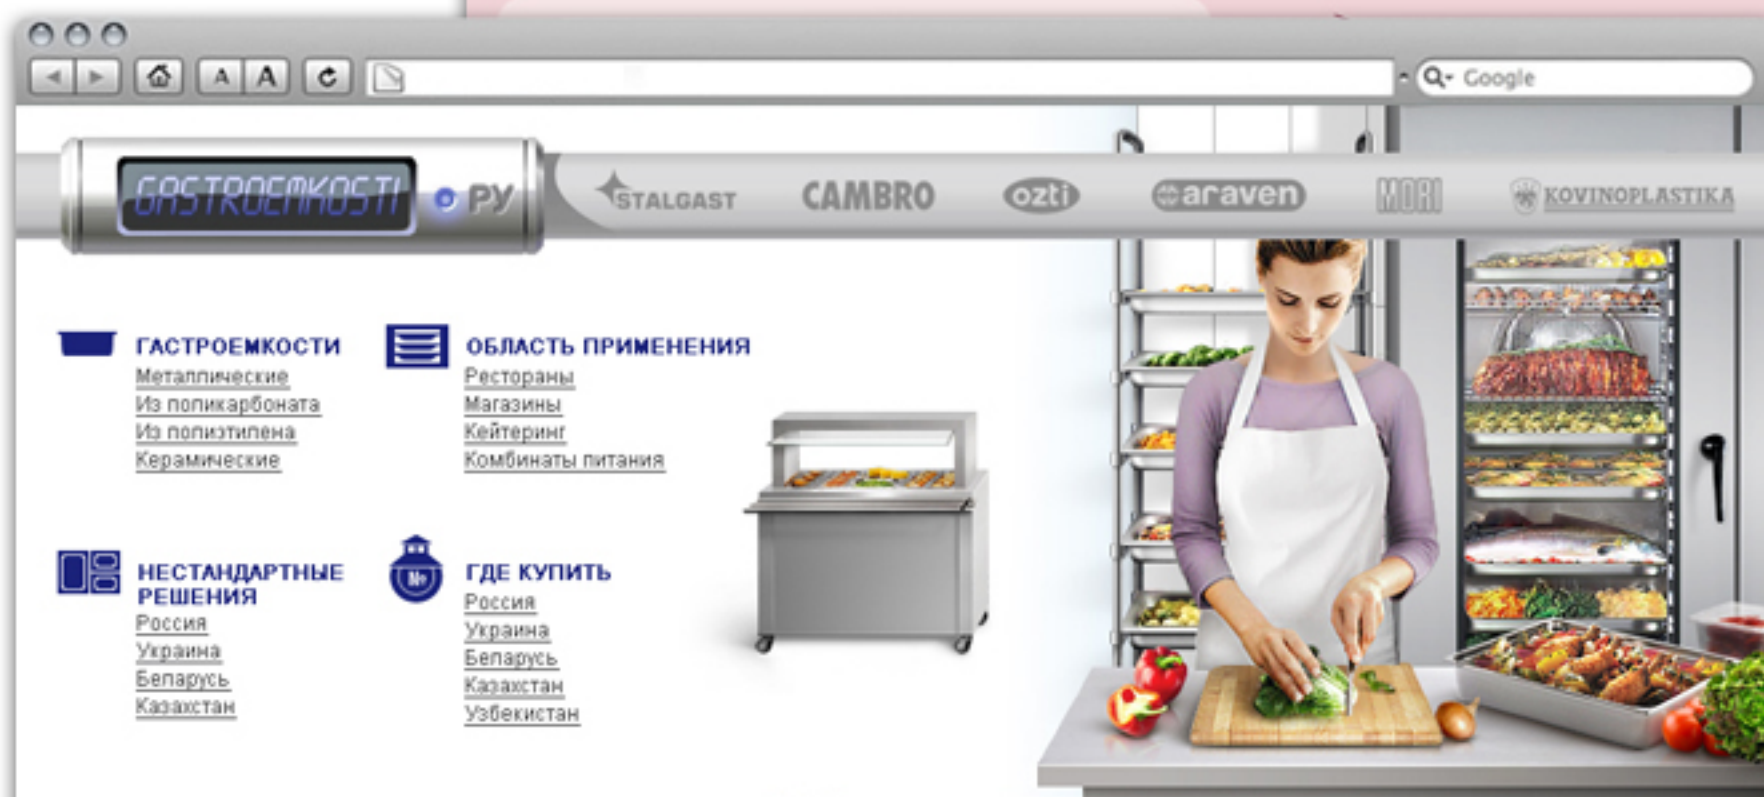 A A
Google
GASTROEMKOSTI РУ
STALGAST CAMBRO ozti araven MORI KOVINOPLASTIKA
ГАСТРОЕМКОСТИ
Металлические
Из поликарбоната
Из полиэтилена
Керамические
ОБЛАСТЬ ПРИМЕНЕНИЯ
Рестораны
Магазины
Кейтеринг
Комбинаты питания
НЕСТАНДАРТНЫЕ
РЕШЕНИЯ
Россия
Украина
Беларусь
Казахстан
№
ГДЕ КУПИТЬ
Россия
Украина
Беларусь
Казахстан
Узбекистан